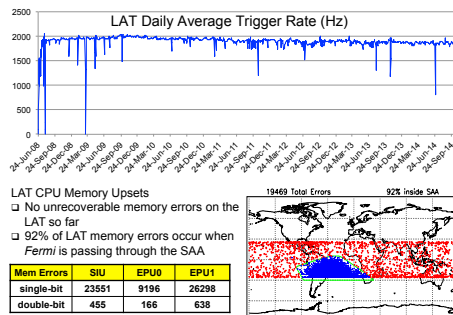 LAT Daily Average Trigger Rate (Hz)
2500
2000
1500
1000
500
0
24-Jun-08
24-Sep-08
24-Dec-08
24-Mar-09
24-Jun-09
24-Sep-09
24-Dec-09
24-Mar-10
24-Jun-10
24-Sep-10
24-Dec-10
24-Mar-11
24-Jun-11
24-Sep-11
24-Dec-11
24-Mar-12
24-Jun-12
24-Sep-12
24-Dec-12
24-Mar-13
24-Jun-13
24-Sep-13
24-Dec-13
24-Mar-14
24-Jun-14
24-Sep-14
LAT CPU Memory Upsets
❑ No unrecoverable memory errors on the
LAT so far
❑ 92% of LAT memory errors occur when
Fermi is passing through the SAA
Mem Errors SIU EPU0 EPU1
single-bit 23551 9196 26298
double-bit 455 166 638
19469 Total Errors 92% inside SAA